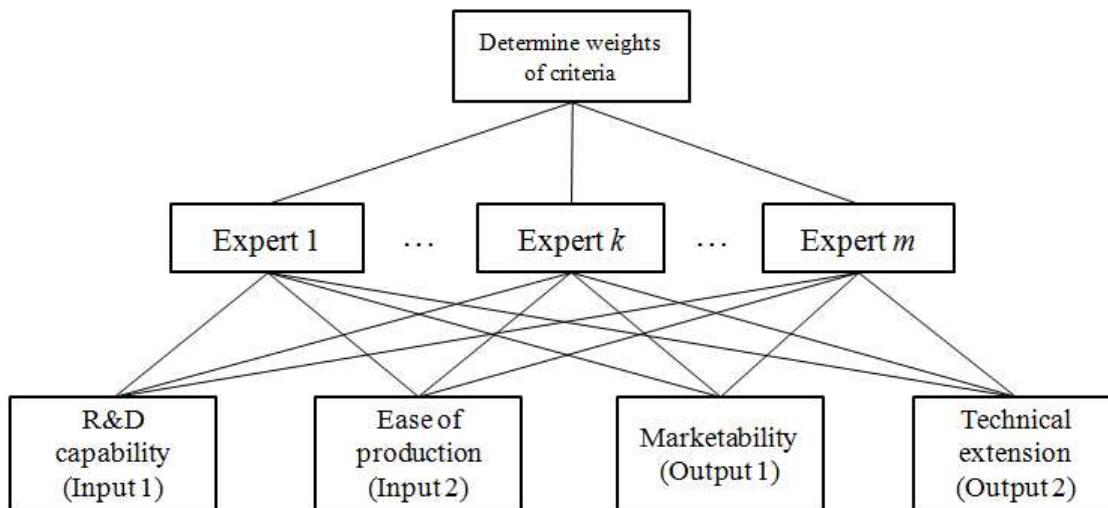 Determine weights
of criteria
Expert 1
…
Expert k
…
Expert m
R&D
capability
(Input 1)
Ease of
production
(Input 2)
Marketability
(Output 1)
Technical
extension
(Output 2)